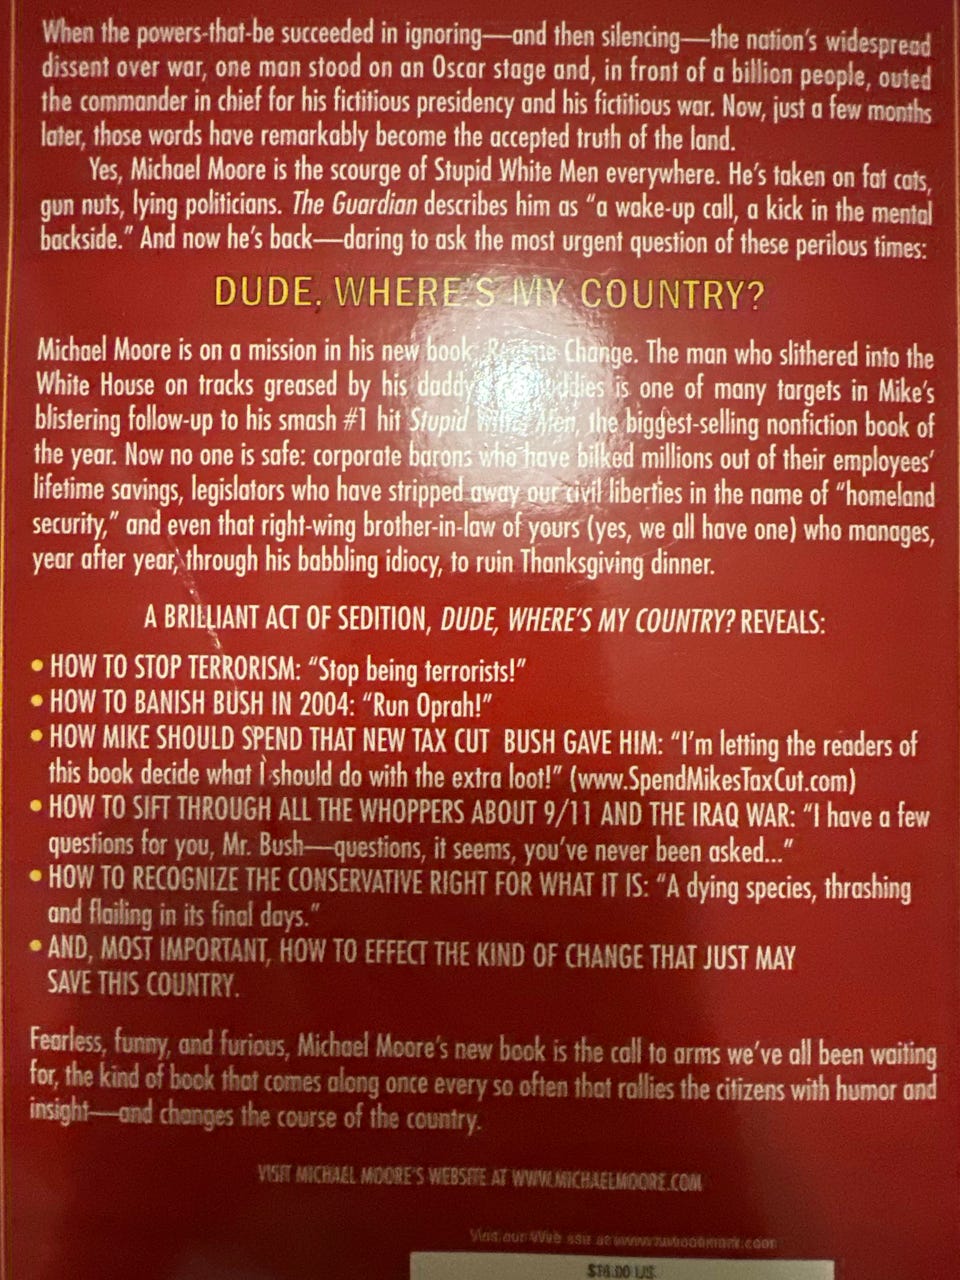 When the powers-that-be succeeded in ignoring—and then silencing—the nation's widespread
dissent over war, one man stood on an Oscar stage and, in front of a billion people, outed
the commander in chief for his fictitious presidency and his fictitious war. Now, just a few months
later, those words have remarkably become the accepted truth of the land.
Yes, Michael Moore is the scourge of Stupid White Men everywhere. He's taken on fat cats,
gun nuts, lying politicians. The Guardian describes him as “a wake-up call, a kick in the mental
backside.” And now he's back—daring to ask the most urgent question of these perilous times:
DUDE, WHERE'S MY COUNTRY?
Michael Moore is on a mission in his new book: Change. The man who slithered into the
White House on tracks greased by his daddy is one of many targets in Mike's
blistering follow-up to his smash #1 hit Stupid White Men, the biggest-selling nonfiction book of
the year. Now no one is safe: corporate barons who have bilked millions out of their employees'
lifetime savings, legislators who have stripped away our civil liberties in the name of “homeland
security,” and even that right-wing brother-in-law of yours (yes, we all have one) who manages,
year after year, through his babbling idiocy, to ruin Thanksgiving dinner.
A BRILLIANT ACT OF SEDITION, DUDE, WHERE'S MY COUNTRY? REVEALS:
• HOW TO STOP TERRORISM: “Stop being terrorists!”
• HOW TO BANISH BUSH IN 2004: “Run Oprah!”
• HOW MIKE SHOULD SPEND THAT NEW TAX CUT BUSH GAVE HIM: “I'm letting the readers of
this book decide what I should do with the extra loot!” (www.SpendMikesTaxCut.com)
• HOW TO SIFT THROUGH ALL THE WHOPPERS ABOUT 9/11 AND THE IRAQ WAR: “I have a few
questions for you, Mr. Bush—questions, it seems, you've never been asked...”
• HOW TO RECOGNIZE THE CONSERVATIVE RIGHT FOR WHAT IT IS: “A dying species, thrashing
and flailing in its final days.”
• AND, MOST IMPORTANT, HOW TO EFFECT THE KIND OF CHANGE THAT JUST MAY
SAVE THIS COUNTRY.
Fearless, funny, and furious, Michael Moore's new book is the call to arms we've all been waiting
for, the kind of book that comes along once every so often that rallies the citizens with humor and
insight—and changes the course of the country.
VISIT MICHAEL MOORE'S WEBSITE AT WWW.MICHAELMOORE.COM
Visit our Web site at
US